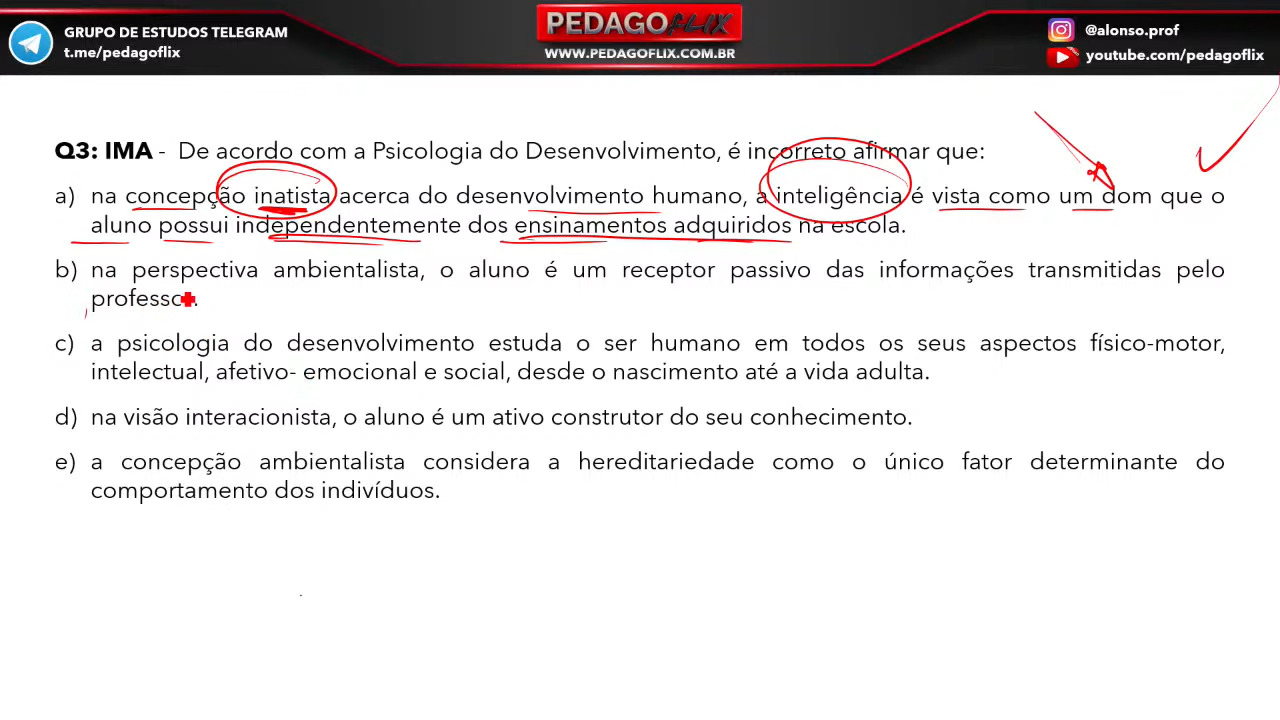 GRUPO DE ESTUDOS TELEGRAM
t.me/pedagoflix
PEDAGOFLIX
WWW.PEDAGOFLIX.COM.BR
@alonso.prof
youtube.com/pedagoflix
Q3: IMA - De acordo com a Psicologia do Desenvolvimento, é incorreto afirmar que:
a) na concepção inatista acerca do desenvolvimento humano, a inteligência é vista como um dom que o
aluno possui independentemente dos ensinamentos adquiridos na escola.
b) na perspectiva ambientalista, o aluno é um receptor passivo das informações transmitidas pelo
professor.
c) a psicologia do desenvolvimento estuda o ser humano em todos os seus aspectos físico-motor,
intelectual, afetivo- emocional e social, desde o nascimento até a vida adulta.
d) na visão interacionista, o aluno é um ativo construtor do seu conhecimento.
e) a concepção ambientalista considera a hereditariedade como o único fator determinante do
comportamento dos indivíduos.